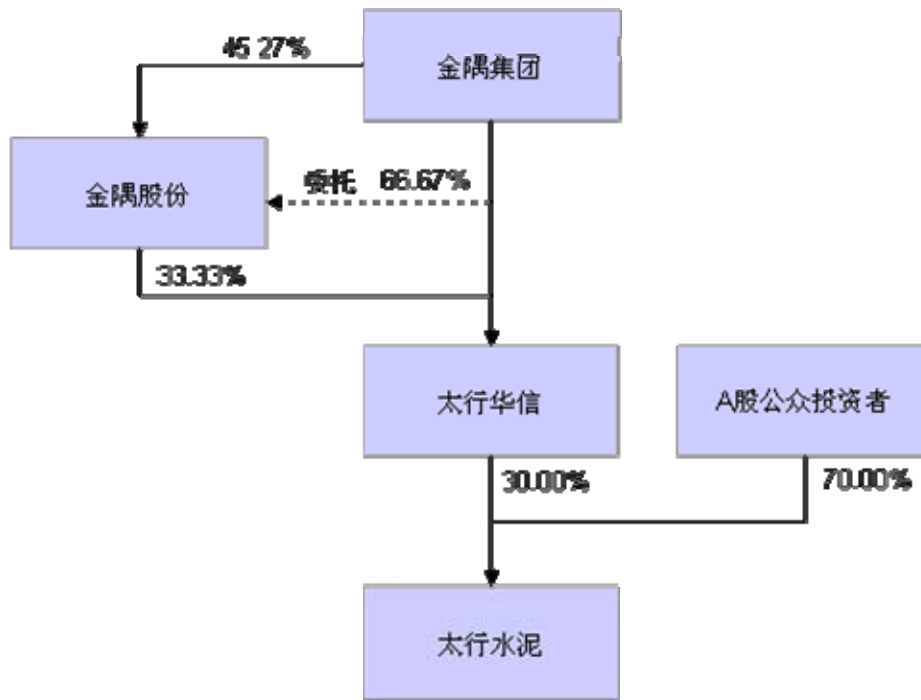 45.27%
金隅集团
金隅股份
委托 66.67%
33.33%
太行华信
A股公众投资者
30.00%
70.00%
太行水泥